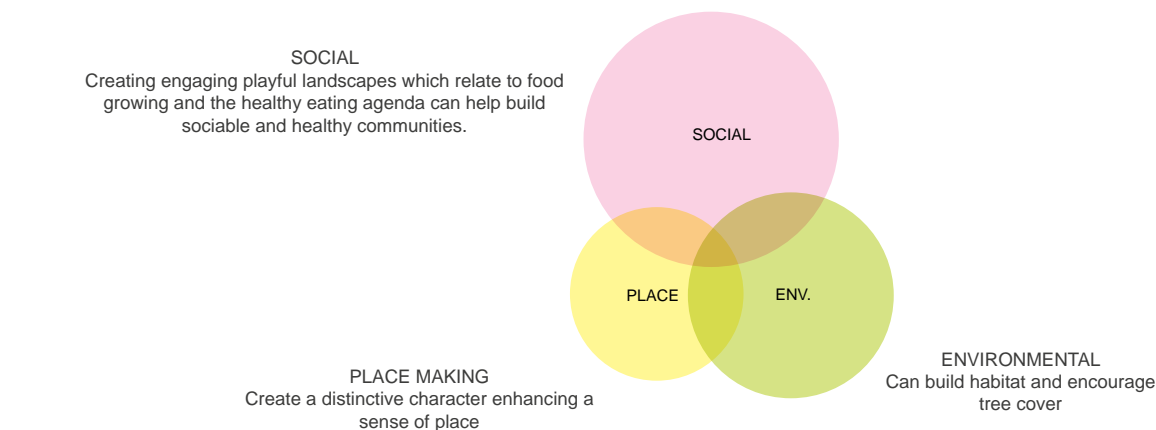 SOCIAL
Creating engaging playful landscapes which relate to food
growing and the healthy eating agenda can help build
sociable and healthy communities.
SOCIAL
PLACE
ENV.
PLACE MAKING
Create a distinctive character enhancing a
sense of place
ENVIRONMENTAL
Can build habitat and encourage
tree cover